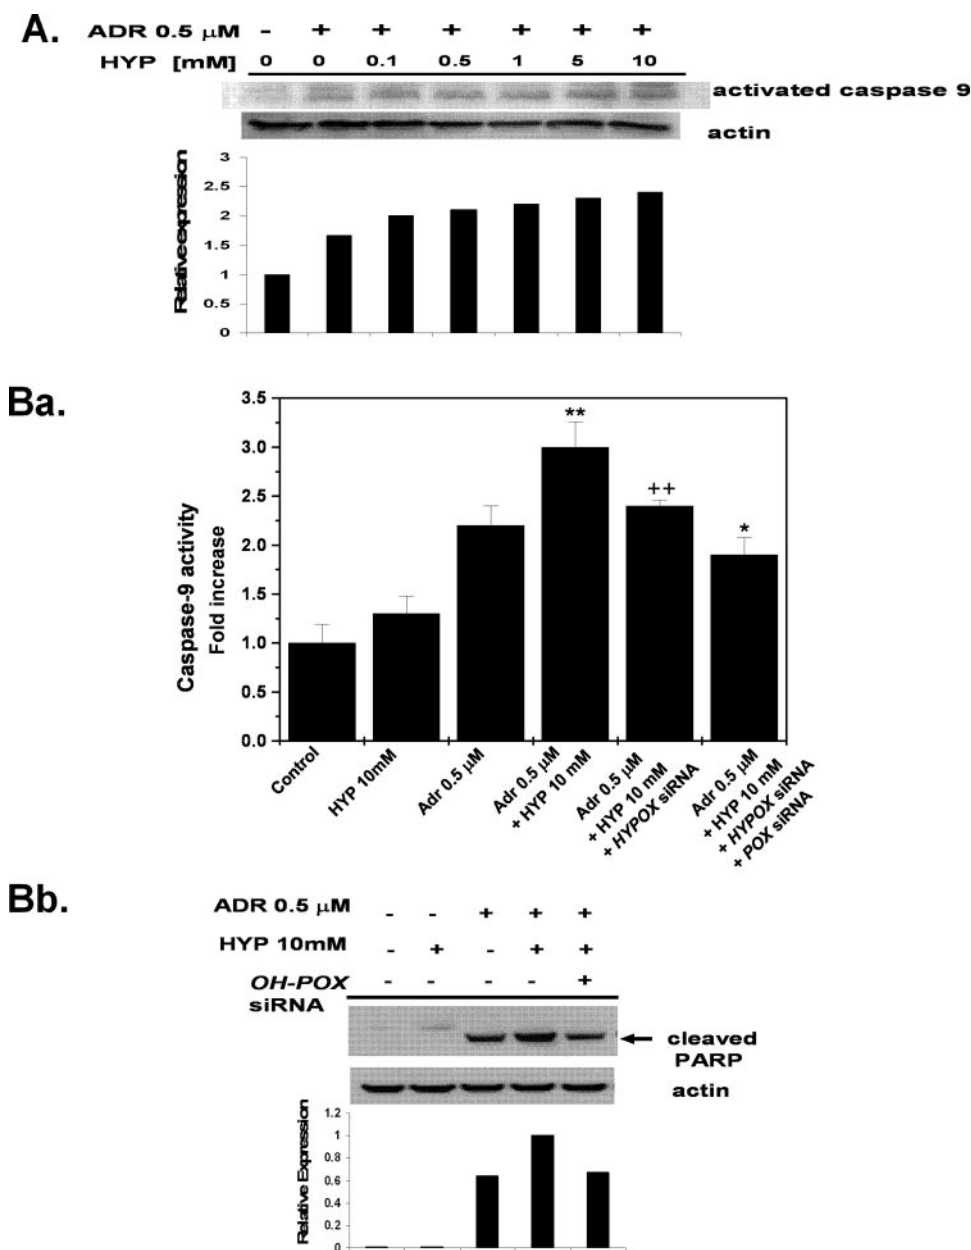 A.
ADR 0.5 μM - + + + + + +
HYP [mM] 0 0 0.1 0.5 1 5 10
activated caspase 9
actin
Relative expression
3
2.5
2
1.5
1
0.5
0
Ba.
Caspase-9 activity
Fold increase
3.5
3.0
2.5
2.0
1.5
1.0
0.5
0.0
**
++
*
Control
HYP 10mM
Adr 0.5 μM
Adr 0.5 μM
+ HYP 10 mM
Adr 0.5 μM
+ HYP 10 mM
+ HYPOX siRNA
Adr 0.5 μM
+ HYP 10 mM
+ HYPOX siRNA
+ POX siRNA
Bb.
ADR 0.5 μM - - + + +
HYP 10mM - + - + +
OH-POX - - - - +
siRNA
cleaved
PARP
actin
Relative Expression
1.2
1
0.8
0.6
0.4
0.2
0